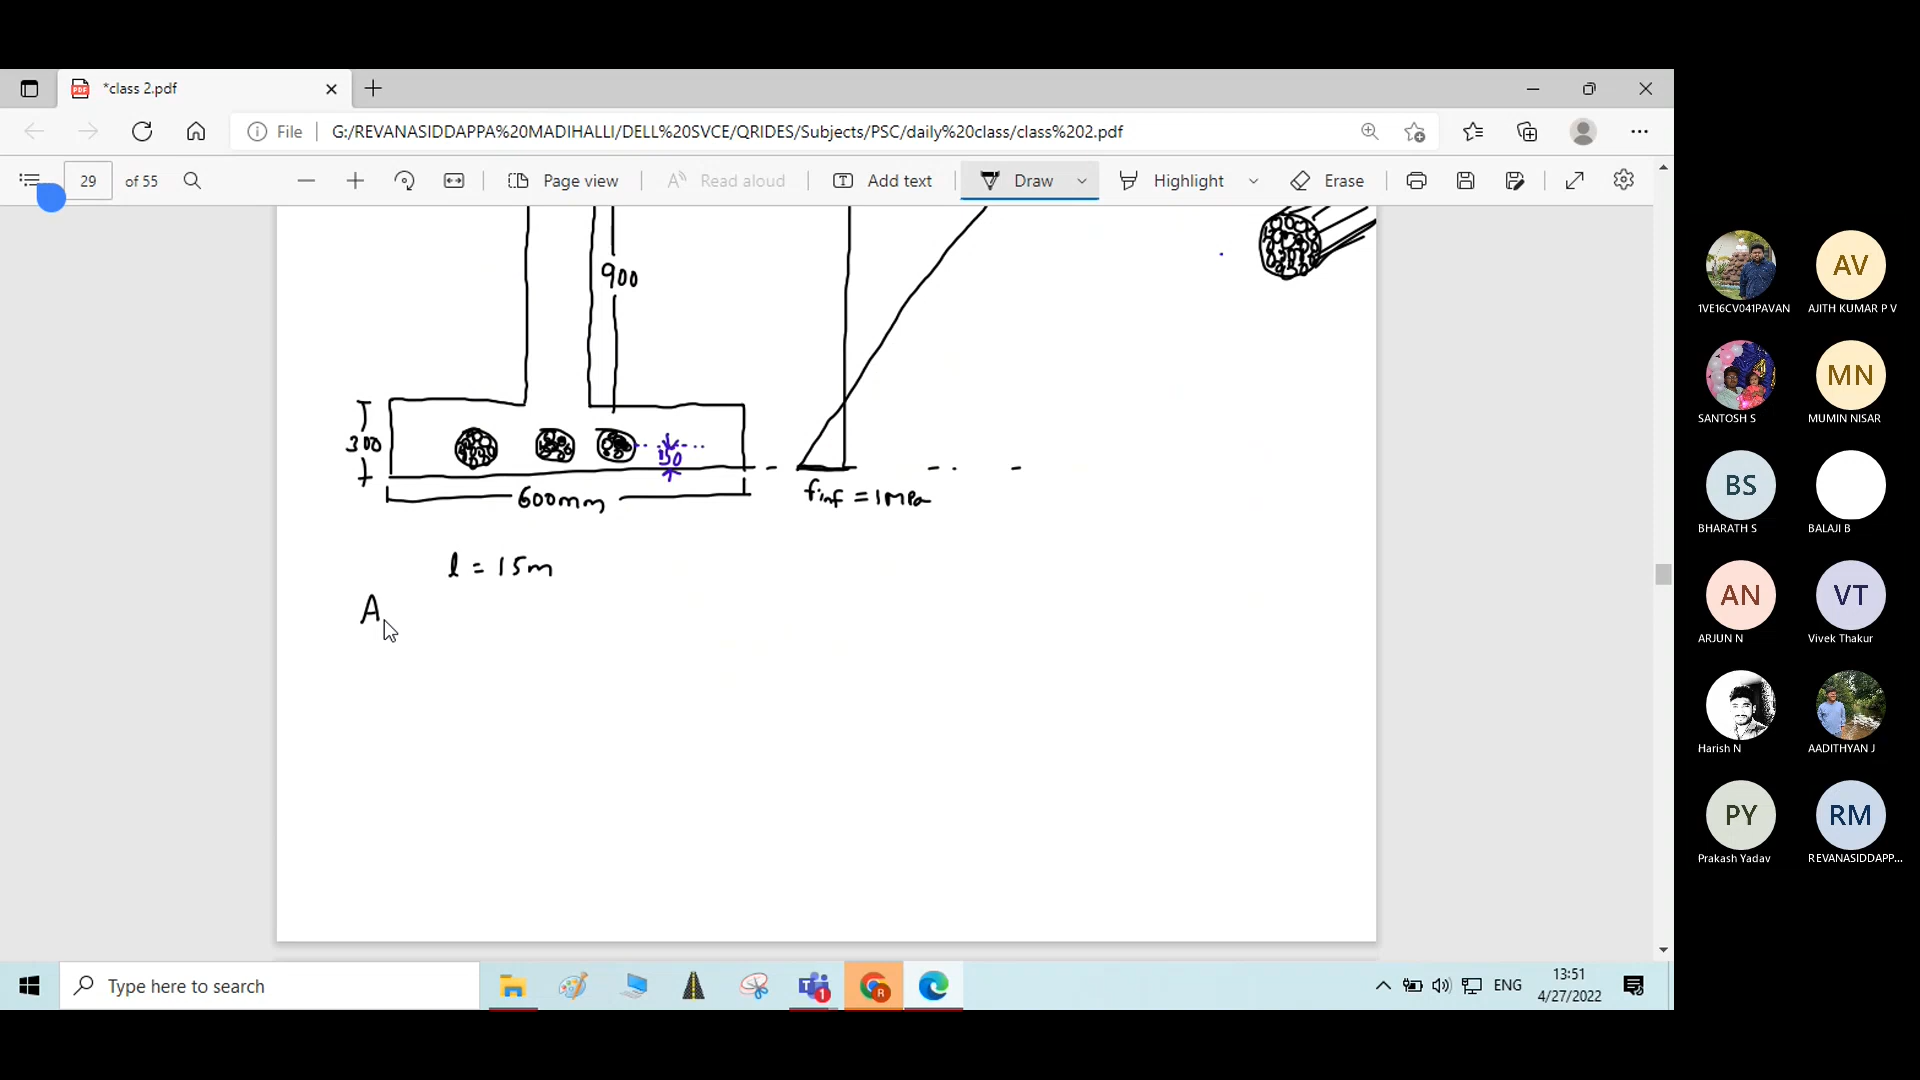 *class 2.pdf
File
G:/REVANASIDDAPPA%20MADIHALLI/DELL%20SVCE/QRIDES/Subjects/PSC/daily%20class/class%202.pdf
29 of 55
Page view
Read aloud
Add text
Draw
Highlight
Erase
900
300
150
600mm
finf = 1MPa
l = 15m
A
1VE16CV041PAVAN
AV
AJITH KUMAR P V
SANTOSH S
MN
MUMIN NISAR
BS
BHARATH S
BALAJI B
AN
ARJUN N
VT
Vivek Thakur
Harish N
AADITHYAN J
PY
Prakash Yadav
RM
REVANASIDDAPP...
Type here to search
1
R
ENG
13:51
4/27/2022